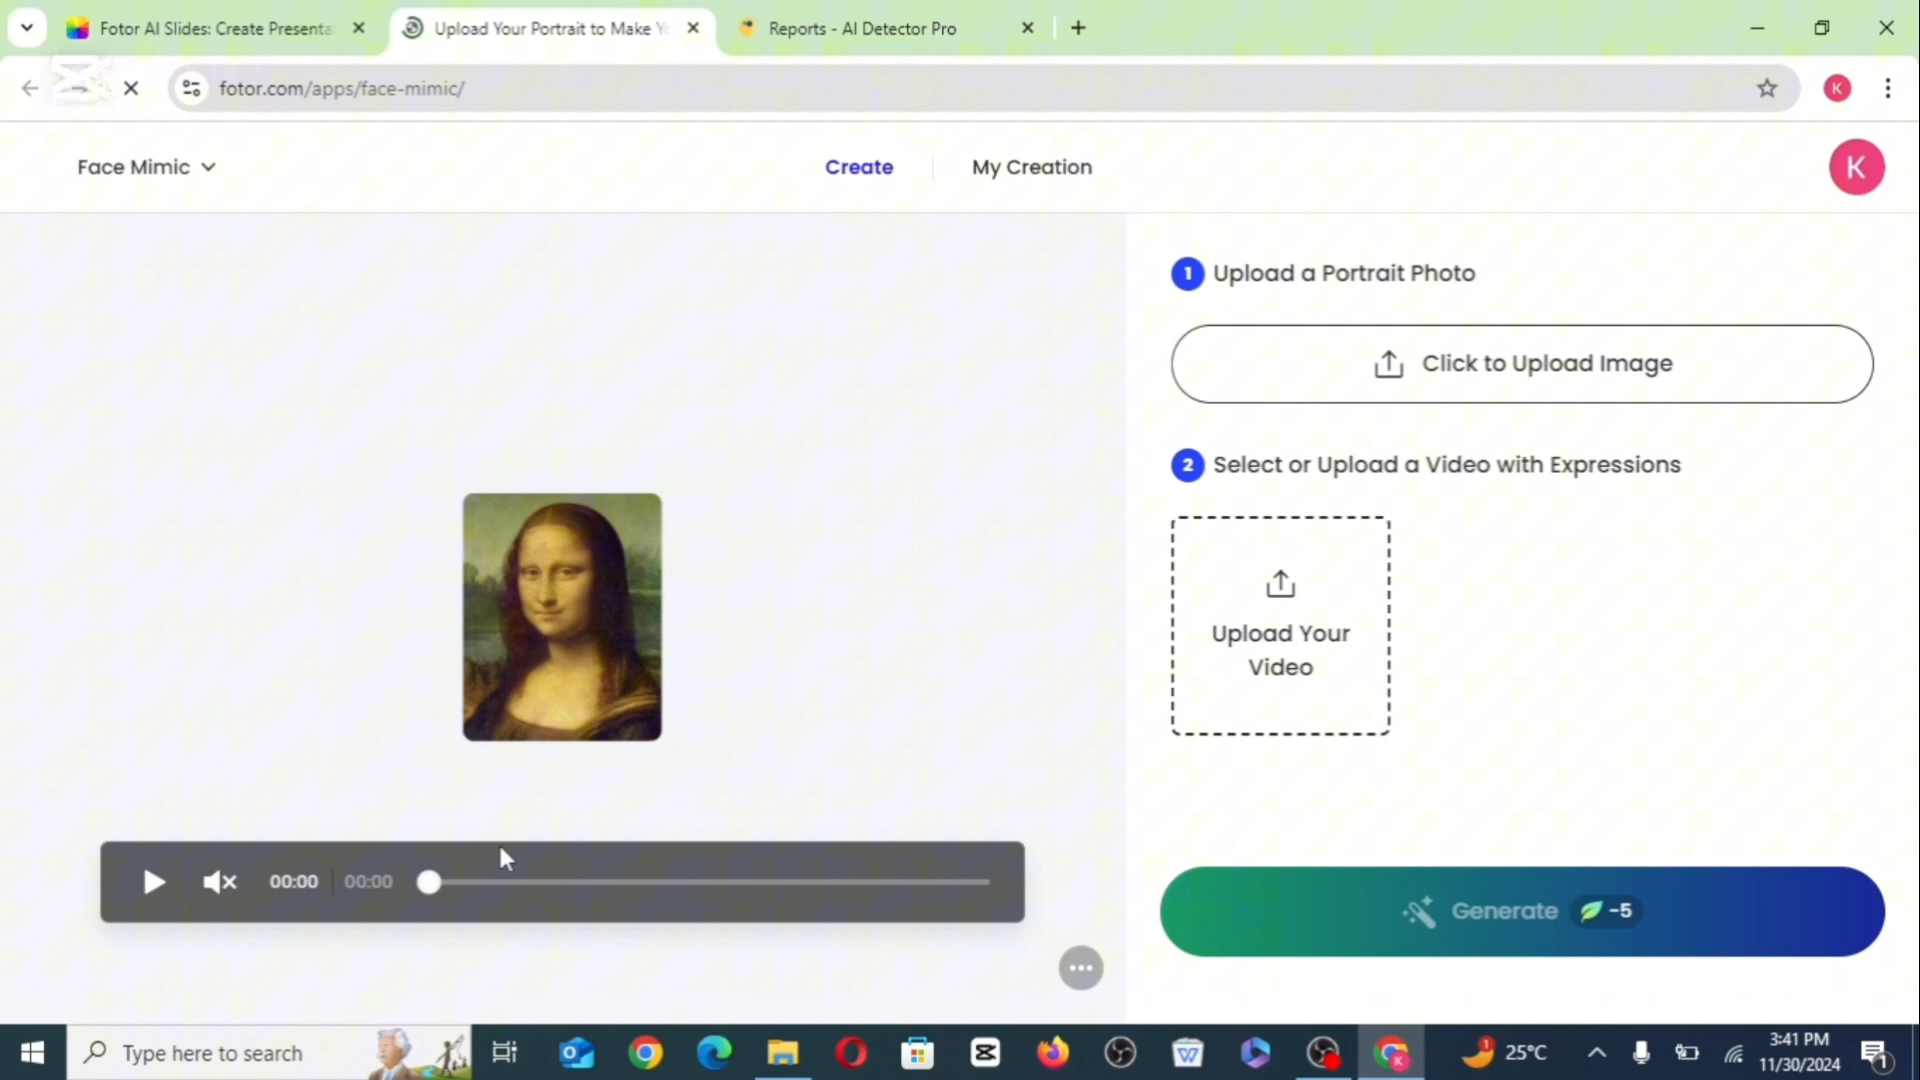 Fotor AI Slides: Create Presenta
Upload Your Portrait to Make Yo
Reports - AI Detector Pro
fotor.com/apps/face-mimic/
K
Face Mimic
Create
My Creation
K
1 Upload a Portrait Photo
Click to Upload Image
2 Select or Upload a Video with Expressions
Upload Your
Video
00:00
00:00
Generate
-5
Type here to search
1
25°C
3:41 PM
11/30/2024
1